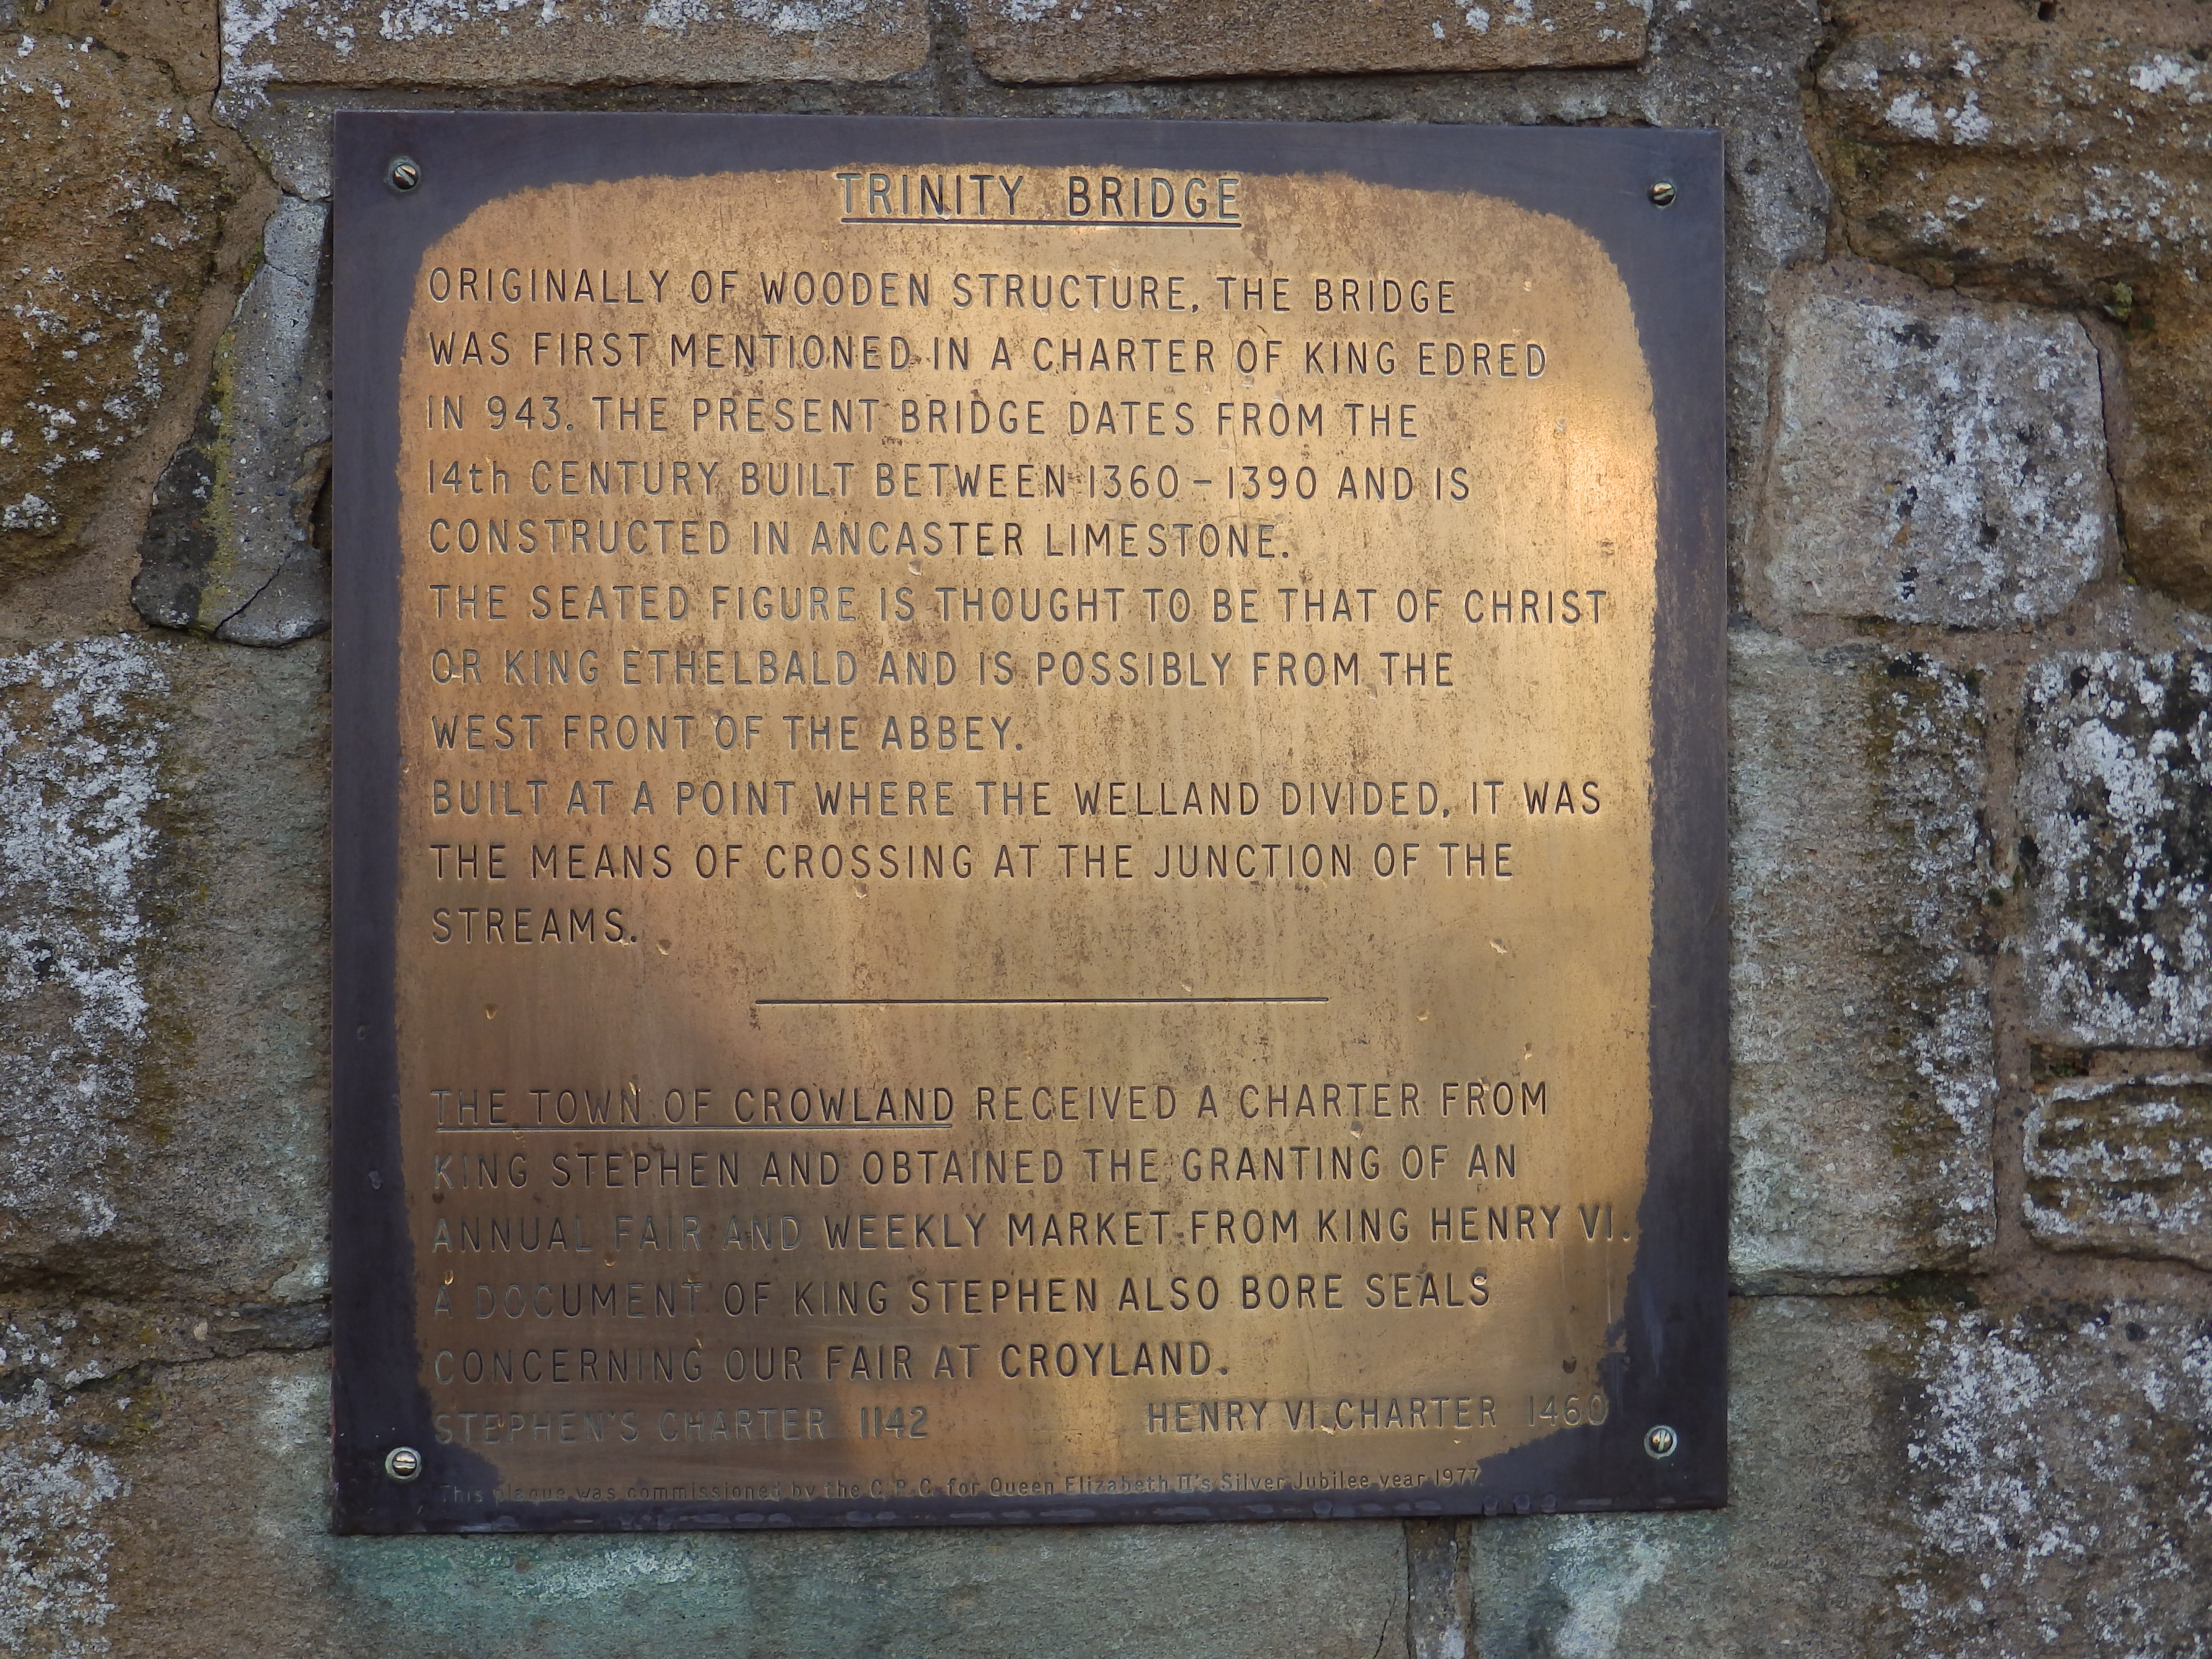 TRINITY BRIDGE
ORIGINALLY OF WOODEN STRUCTURE, THE BRIDGE
WAS FIRST MENTIONED IN A CHARTER OF KING EDRED
IN 943. THE PRESENT BRIDGE DATES FROM THE
14th CENTURY BUILT BETWEEN 1360 - 1390 AND IS
CONSTRUCTED IN ANCASTER LIMESTONE.
THE SEATED FIGURE IS THOUGHT TO BE THAT OF CHRIST
OR KING ETHELBALD AND IS POSSIBLY FROM THE
WEST FRONT OF THE ABBEY.
BUILT AT A POINT WHERE THE WELLAND DIVIDED, IT WAS
THE MEANS OF CROSSING AT THE JUNCTION OF THE
STREAMS.
THE TOWN OF CROWLAND RECEIVED A CHARTER FROM
KING STEPHEN AND OBTAINED THE GRANTING OF AN
ANNUAL FAIR AND WEEKLY MARKET FROM KING HENRY VI.
A DOCUMENT OF KING STEPHEN ALSO BORE SEALS
CONCERNING OUR FAIR AT CROYLAND.
STEPHEN'S CHARTER 1142 HENRY VI. CHARTER 1460
This plaque was commissioned by the C.P.C. for Queen Elizabeth II's Silver Jubilee year 1977